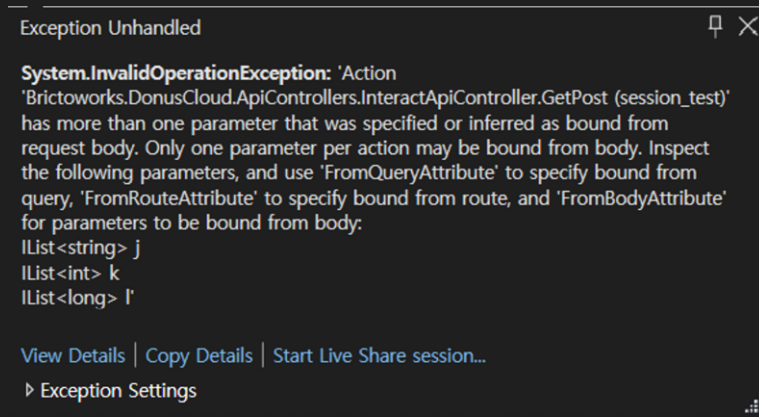 Exception Unhandled
System.InvalidOperationException: 'Action
'Brictoworks.DonusCloud.ApiControllers.InteractApiController.GetPost (session_test)'
has more than one parameter that was specified or inferred as bound from
request body. Only one parameter per action may be bound from body. Inspect
the following parameters, and use 'FromQueryAttribute' to specify bound from
query, 'FromRouteAttribute' to specify bound from route, and 'FromBodyAttribute'
for parameters to be bound from body:
IList<string> j
IList<int> k
IList<long> l'
View Details | Copy Details | Start Live Share session...
Exception Settings